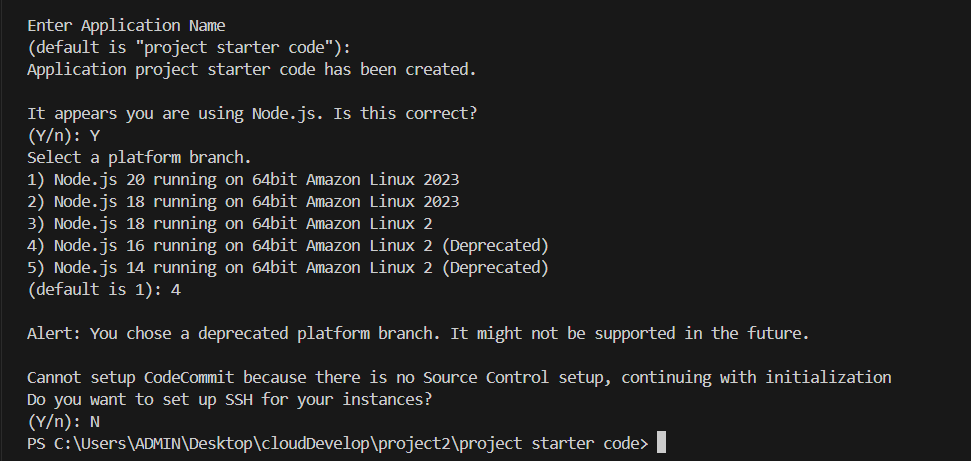 Enter Application Name
(default is "project starter code"):
Application project starter code has been created.
It appears you are using Node.js. Is this correct?
(Y/n): Y
Select a platform branch.
1) Node.js 20 running on 64bit Amazon Linux 2023
2) Node.js 18 running on 64bit Amazon Linux 2023
3) Node.js 18 running on 64bit Amazon Linux 2
4) Node.js 16 running on 64bit Amazon Linux 2 (Deprecated)
5) Node.js 14 running on 64bit Amazon Linux 2 (Deprecated)
(default is 1): 4
Alert: You chose a deprecated platform branch. It might not be supported in the future.
Cannot setup CodeCommit because there is no Source Control setup, continuing with initialization
Do you want to set up SSH for your instances?
(Y/n): N
PS C:\Users\ADMIN\Desktop\cloudDevelop\project2\project starter code>